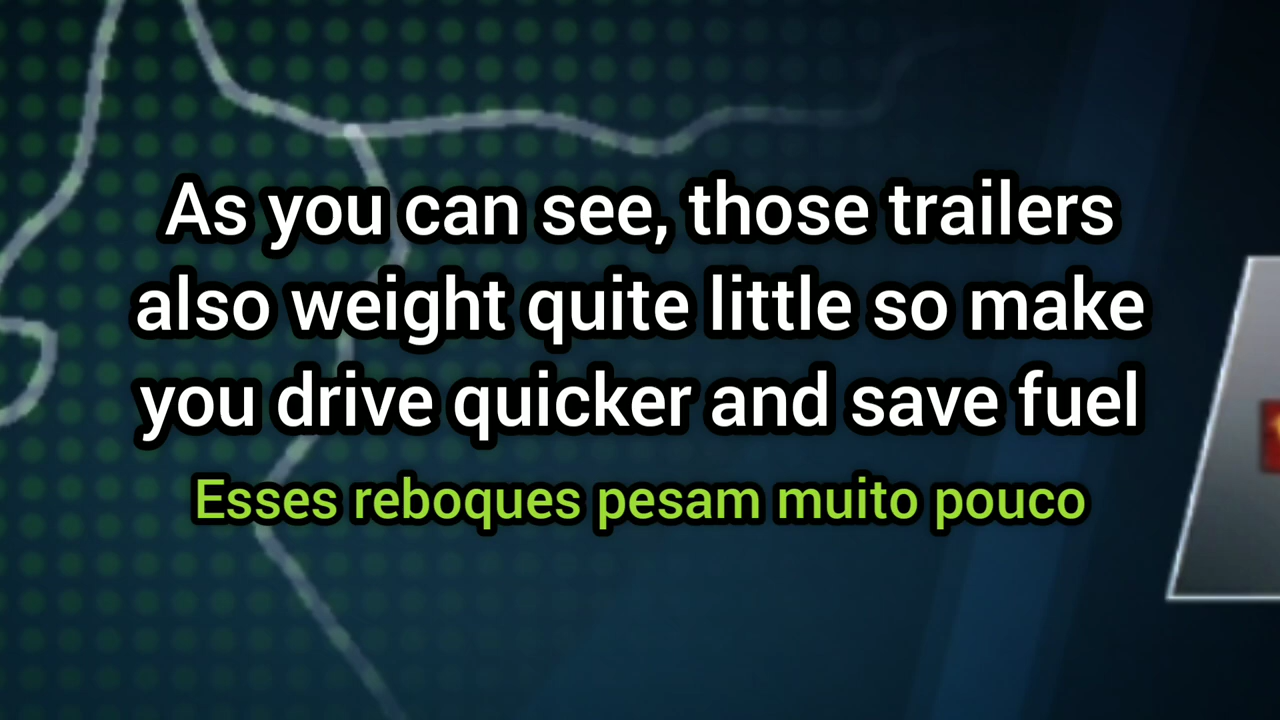 As you can see, those trailers
also weight quite little so make
you drive quicker and save fuel
Esses reboques pesam muito pouco